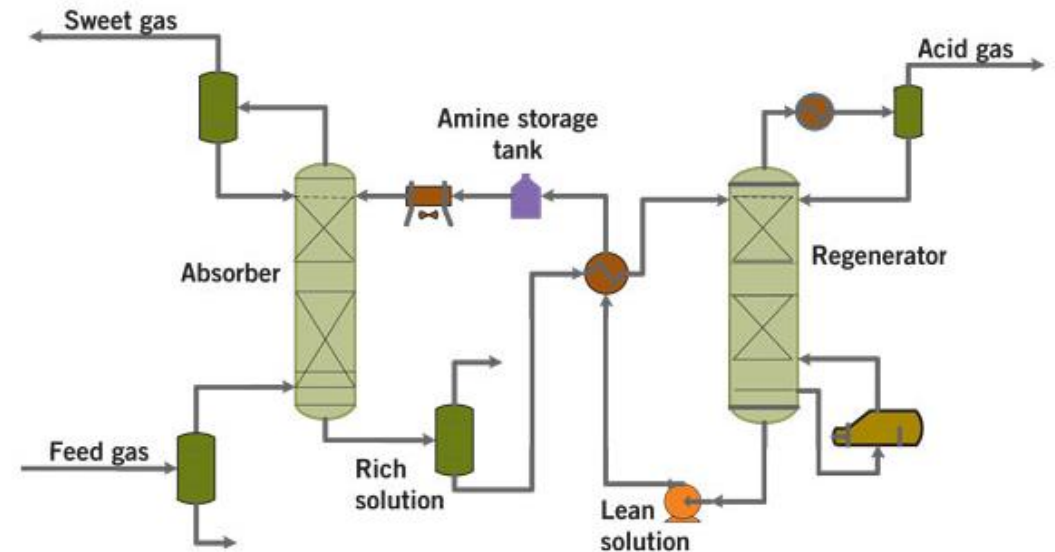 Sweet gas
Acid gas
Amine storage
tank
Absorber
Regenerator
Feed gas
Rich
solution
Lean
solution